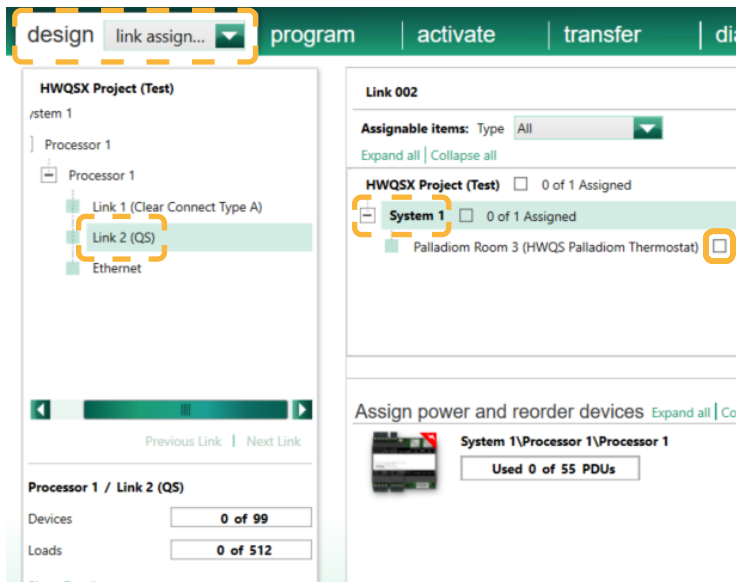 design link assign... program activate transfer dia
HWQSX Project (Test)
ystem 1
Processor 1
Processor 1
Link 1 (Clear Connect Type A)
Link 2 (QS)
Ethernet
Previous Link | Next Link
Processor 1 / Link 2 (QS)
Devices 0 of 99
Loads 0 of 512
Link 002
Assignable items: Type All
Expand all | Collapse all
HWQSX Project (Test) 0 of 1 Assigned
System 1 0 of 1 Assigned
Palladiom Room 3 (HWQS Palladiom Thermostat)
Assign power and reorder devices Expand all | Co
System 1\Processor 1\Processor 1
Used 0 of 55 PDUs